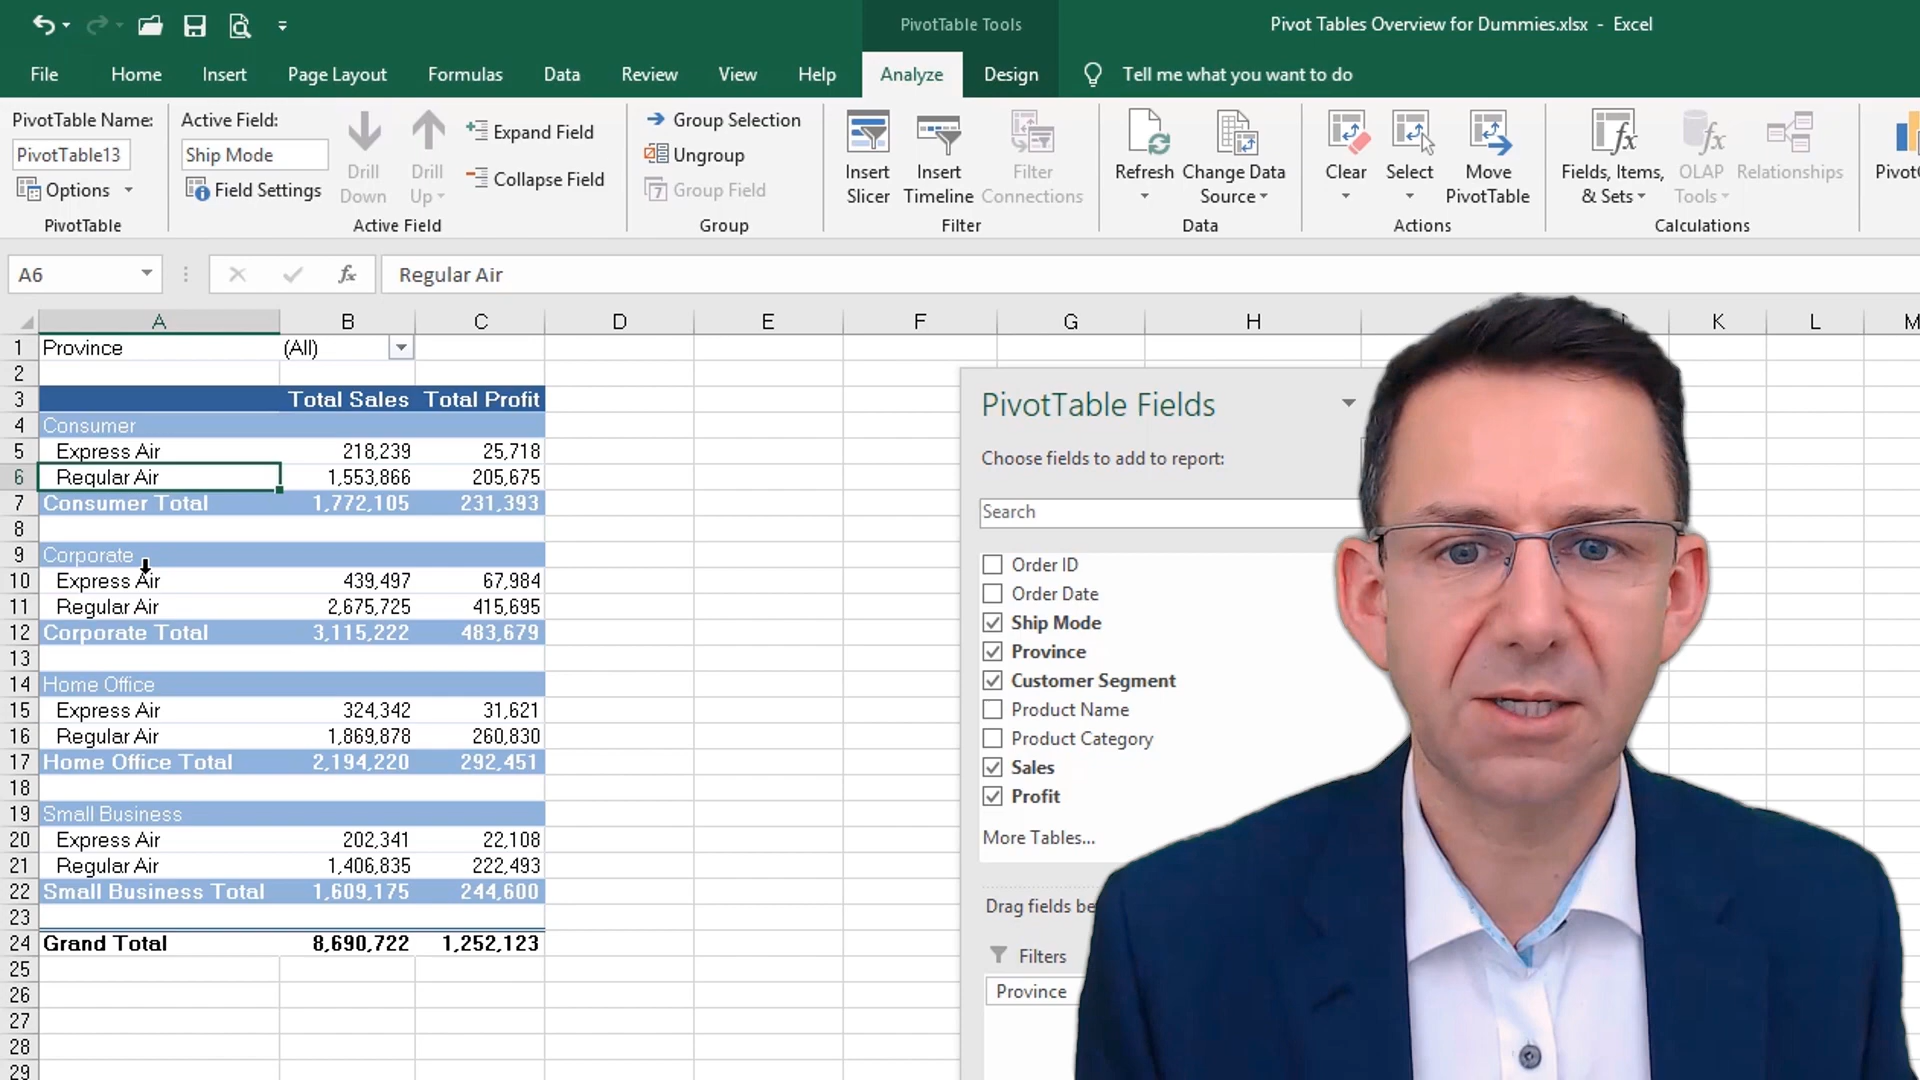 PivotTable Tools
Pivot Tables Overview for Dummies.xlsx - Excel
File Home Insert Page Layout Formulas Data Review View Help Analyze Design Tell me what you want to do
PivotTable Name:
PivotTable13
Options
PivotTable
Active Field:
Ship Mode
Field Settings
Drill Down
Drill Up
Expand Field
Collapse Field
Active Field
Group Selection
Ungroup
Group Field
Group
Insert Slicer
Insert Timeline
Filter Connections
Filter
Refresh
Change Data Source
Data
Clear
Select
Move PivotTable
Actions
Fields, Items, & Sets
OLAP Tools
Relationships
Calculations
A6
fx
Regular Air
A B C D E F G H K L M
1 Province (All)
2
3 Total Sales Total Profit
4 Consumer
5 Express Air 218,239 25,718
6 Regular Air 1,553,866 205,675
7 Consumer Total 1,772,105 231,393
8
9 Corporate
10 Express Air 439,497 67,984
11 Regular Air 2,675,725 415,695
12 Corporate Total 3,115,222 483,679
13
14 Home Office
15 Express Air 324,342 31,621
16 Regular Air 1,869,878 260,830
17 Home Office Total 2,194,220 292,451
18
19 Small Business
20 Express Air 202,341 22,108
21 Regular Air 1,406,835 222,493
22 Small Business Total 1,609,175 244,600
23
24 Grand Total 8,690,722 1,252,123
25
26
27
28
29
PivotTable Fields
Choose fields to add to report:
Search
Order ID
Order Date
Ship Mode
Province
Customer Segment
Product Name
Product Category
Sales
Profit
More Tables...
Drag fields be
Filters
Province